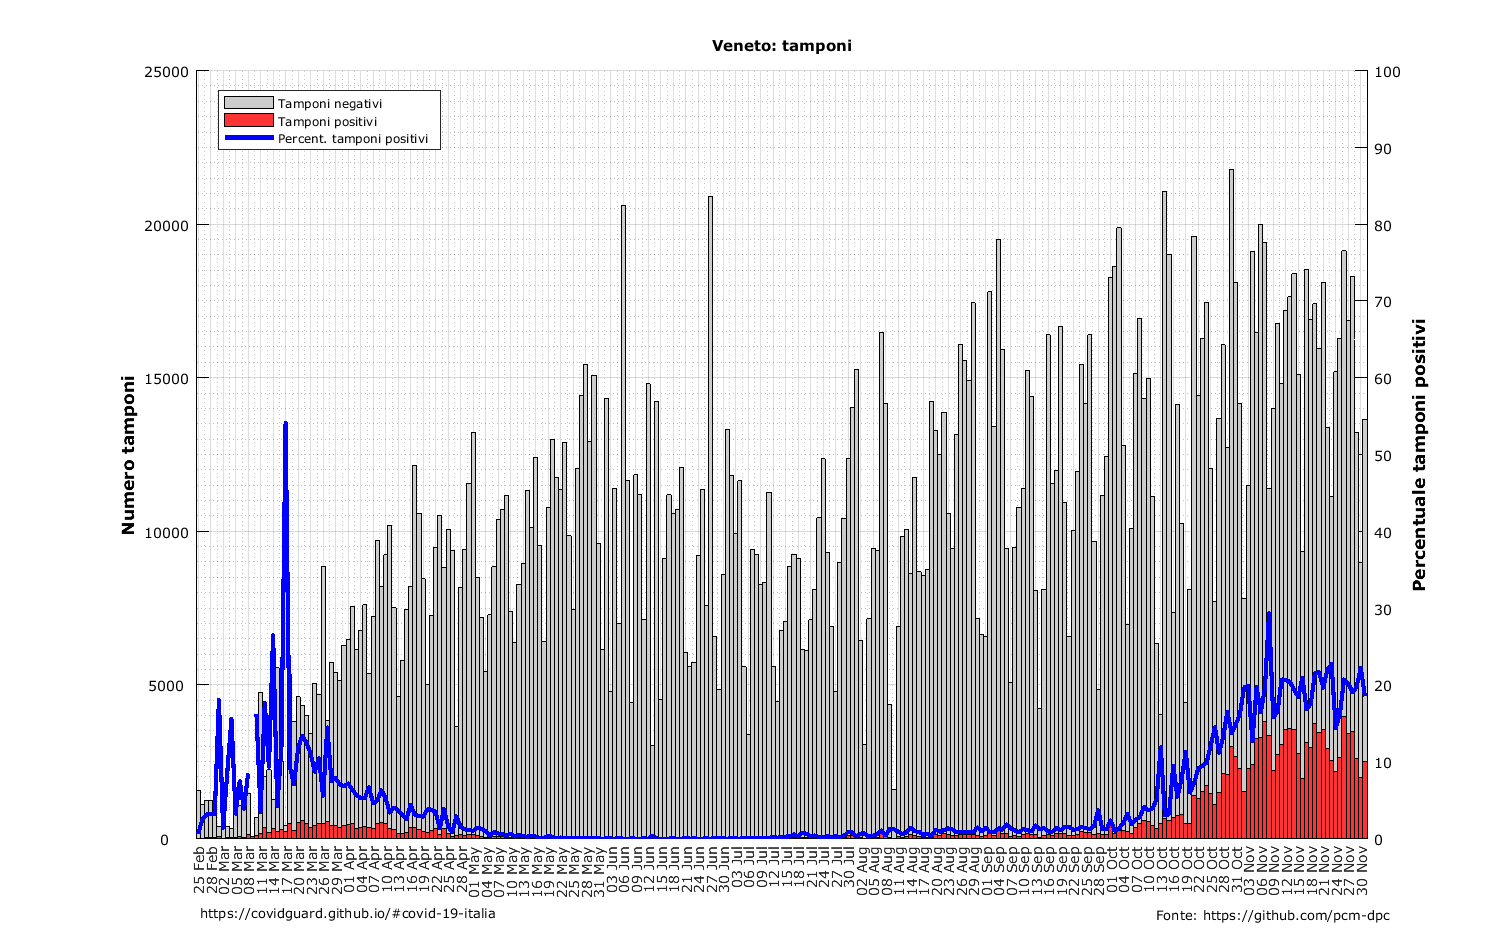 Veneto: tamponi
25000
20000
15000
10000
5000
0
Numero tamponi
Tamponi negativi
Tamponi positivi
Percent. tamponi positivi
100
90
80
70
60
50
40
30
20
10
0
Percentuale tamponi positivi
25 Feb
28 Feb
02 Mar
05 Mar
08 Mar
11 Mar
14 Mar
17 Mar
20 Mar
23 Mar
26 Mar
29 Mar
01 Apr
04 Apr
07 Apr
10 Apr
13 Apr
16 Apr
19 Apr
22 Apr
25 Apr
28 Apr
01 May
04 May
07 May
10 May
13 May
16 May
19 May
22 May
25 May
28 May
31 May
03 Jun
06 Jun
09 Jun
12 Jun
15 Jun
18 Jun
21 Jun
24 Jun
27 Jun
30 Jun
03 Jul
06 Jul
09 Jul
12 Jul
15 Jul
18 Jul
21 Jul
24 Jul
27 Jul
30 Jul
02 Aug
05 Aug
08 Aug
11 Aug
14 Aug
17 Aug
20 Aug
23 Aug
26 Aug
29 Aug
01 Sep
04 Sep
07 Sep
10 Sep
13 Sep
16 Sep
19 Sep
22 Sep
25 Sep
28 Sep
01 Oct
04 Oct
07 Oct
10 Oct
13 Oct
16 Oct
19 Oct
22 Oct
25 Oct
28 Oct
31 Oct
03 Nov
06 Nov
09 Nov
12 Nov
15 Nov
18 Nov
21 Nov
24 Nov
27 Nov
30 Nov
https://covidguard.github.io/#covid-19-italia
Fonte: https://github.com/pcm-dpc